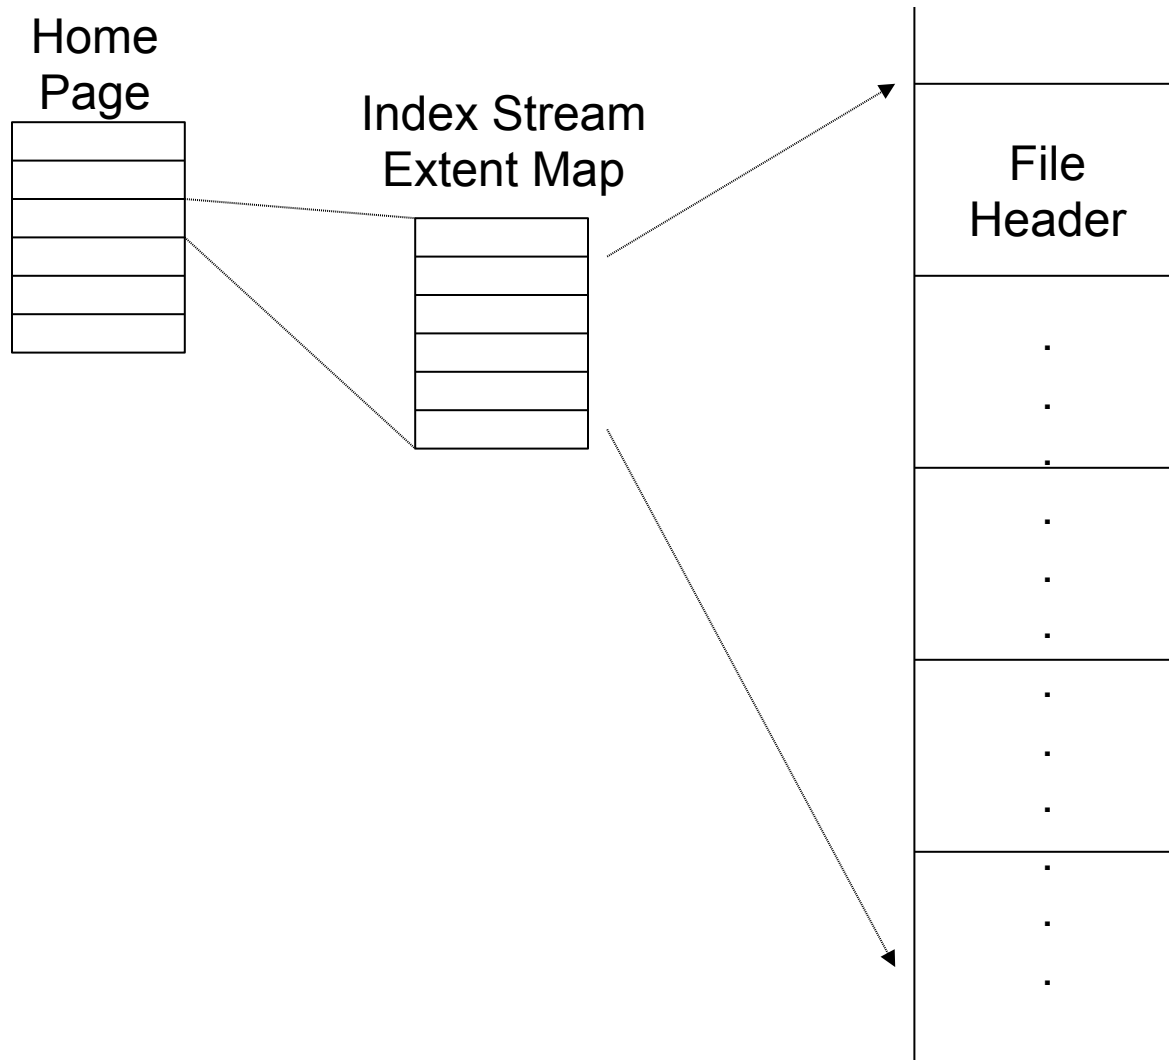 Home
Page
Index Stream
Extent Map
File
Header
.
.
.
.
.
.
.
.
.
.
.
.